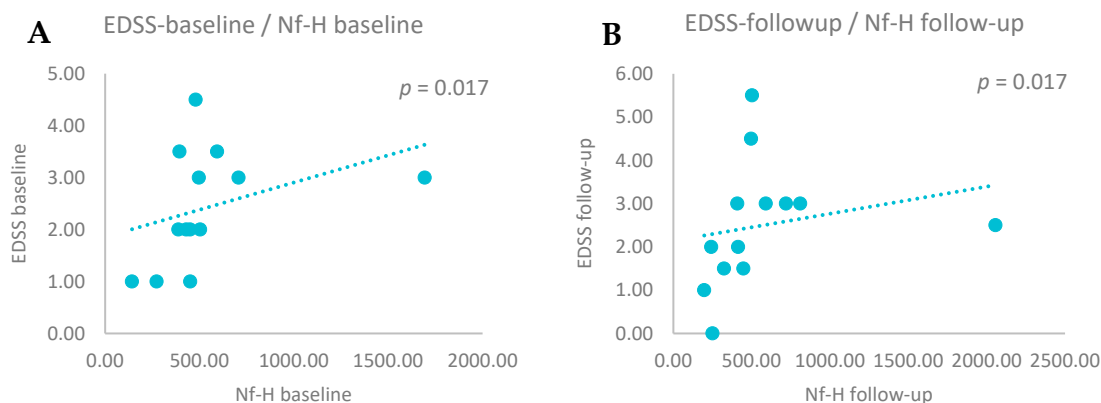 A
EDSS-baseline / Nf-H baseline
p = 0.017
5.00
4.00
3.00
2.00
1.00
0.00
EDSS baseline
0.00 500.00 1000.00 1500.00 2000.00
Nf-H baseline
B
EDSS-followup / Nf-H follow-up
p = 0.017
6.00
5.00
4.00
3.00
2.00
1.00
0.00
EDSS follow-up
0.00 500.00 1000.00 1500.00 2000.00 2500.00
Nf-H follow-up